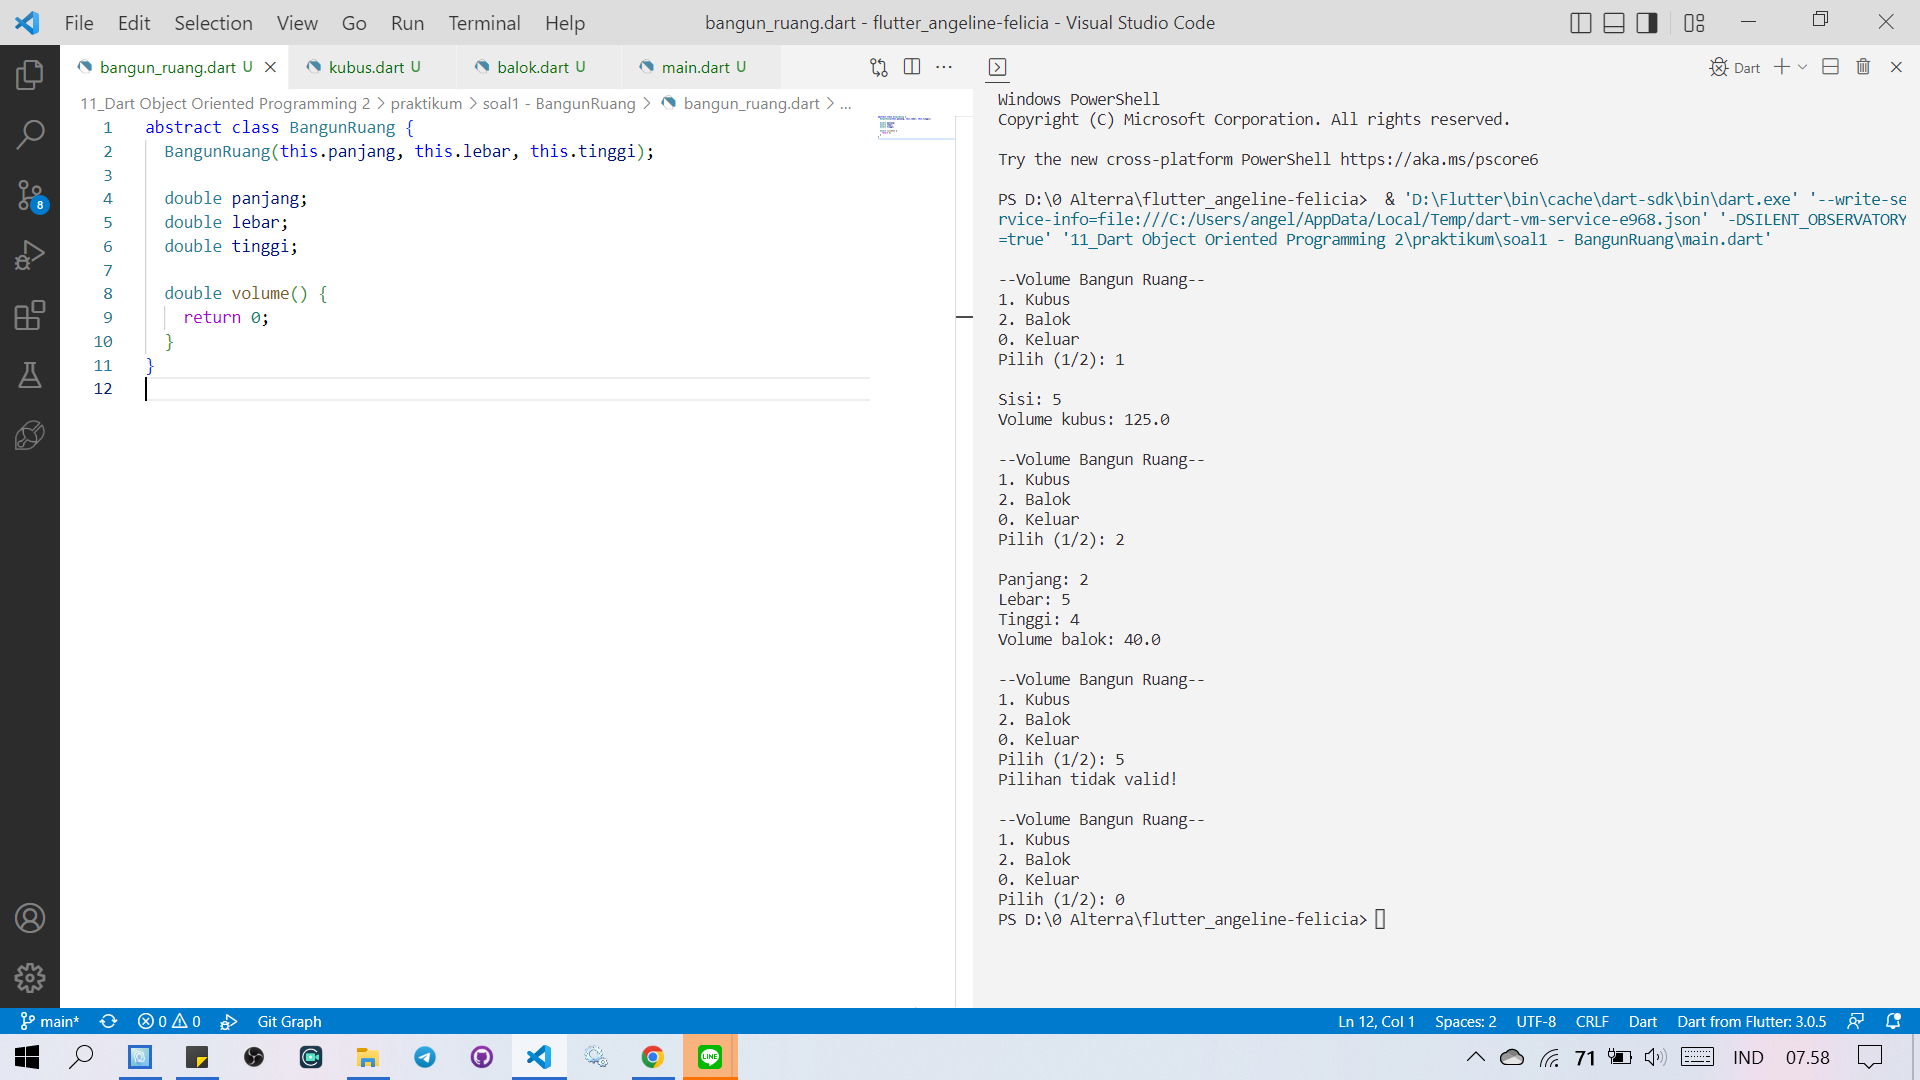 File Edit Selection View Go Run Terminal Help
bangun_ruang.dart - flutter_angeline-felicia - Visual Studio Code
bangun_ruang.dart U
kubus.dart U
balok.dart U
main.dart U
11_Dart Object Oriented Programming 2 > praktikum > soal1 - BangunRuang > bangun_ruang.dart > ...
1 abstract class BangunRuang {
2 BangunRuang(this.panjang, this.lebar, this.tinggi);
3
4 double panjang;
5 double lebar;
6 double tinggi;
7
8 double volume() {
9 return 0;
10 }
11 }
12
Dart
Windows PowerShell
Copyright (C) Microsoft Corporation. All rights reserved.
Try the new cross-platform PowerShell https://aka.ms/pscore6
PS D:\0 Alterra\flutter_angeline-felicia> & 'D:\Flutter\bin\cache\dart-sdk\bin\dart.exe' '--write-se
rvice-info=file:///C:/Users/angel/AppData/Local/Temp/dart-vm-service-e968.json' '-DSILENT_OBSERVATORY
=true' '11_Dart Object Oriented Programming 2\praktikum\soal1 - BangunRuang\main.dart'
--Volume Bangun Ruang--
1. Kubus
2. Balok
0. Keluar
Pilih (1/2): 1
Sisi: 5
Volume kubus: 125.0
--Volume Bangun Ruang--
1. Kubus
2. Balok
0. Keluar
Pilih (1/2): 2
Panjang: 2
Lebar: 5
Tinggi: 4
Volume balok: 40.0
--Volume Bangun Ruang--
1. Kubus
2. Balok
0. Keluar
Pilih (1/2): 5
Pilihan tidak valid!
--Volume Bangun Ruang--
1. Kubus
2. Balok
0. Keluar
Pilih (1/2): 0
PS D:\0 Alterra\flutter_angeline-felicia>
8
main* 0 0 Git Graph
Ln 12, Col 1 Spaces: 2 UTF-8 CRLF Dart Dart from Flutter: 3.0.5
LINE
71 IND 07.58